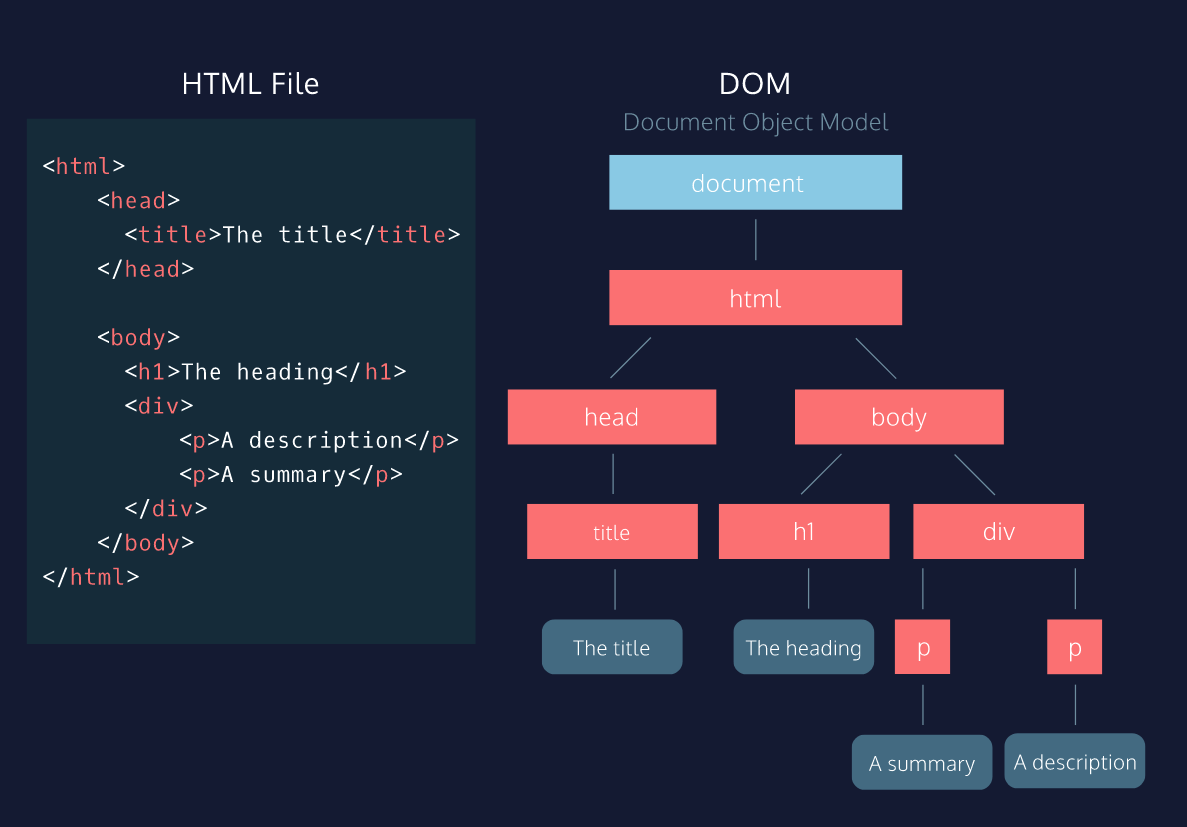 HTML File
<html>
<head>
<title>The title</title>
</head>
<body>
<h1>The heading</h1>
<div>
<p>A description</p>
<p>A summary</p>
</div>
</body>
</html>
DOM
Document Object Model
document
html
head body
title h1 div
The title The heading p p
A summary A description